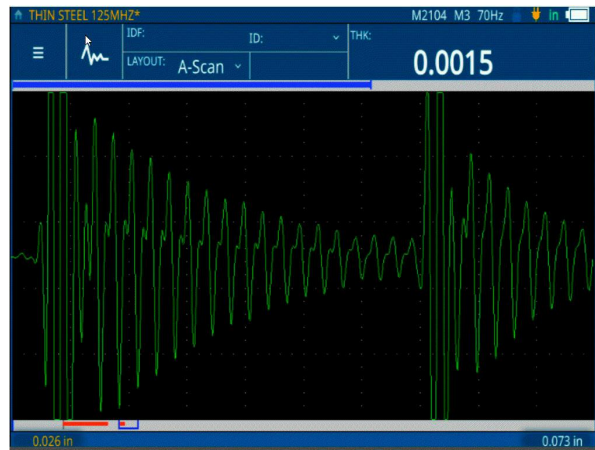 THIN STEEL 125MHZ* M2104 M3 70Hz in
IDF: ID: THK:
LAYOUT: A-Scan 0.0015
0.026 in 0.073 in